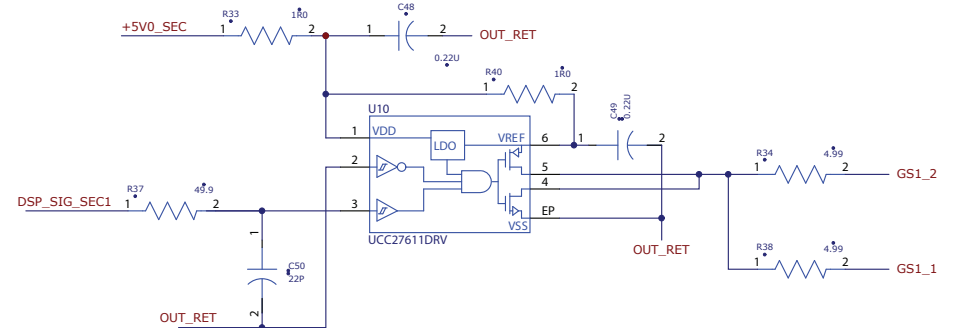 R33
1R0
C48
+5V0_SEC
1
2
1
2
OUT_RET
0.22U
R40
1R0
1
2
U10
C49
0.22U
1
VDD
LDO
VREF
6
1
2
2
5
R34
4.99
1
2
GS1_2
4
R37
49.9
DSP_SIG_SEC1
1
2
3
EP
VSS
UCC27611DRV
OUT_RET
R38
4.99
1
2
GS1_1
1
C50
22P
2
OUT_RET